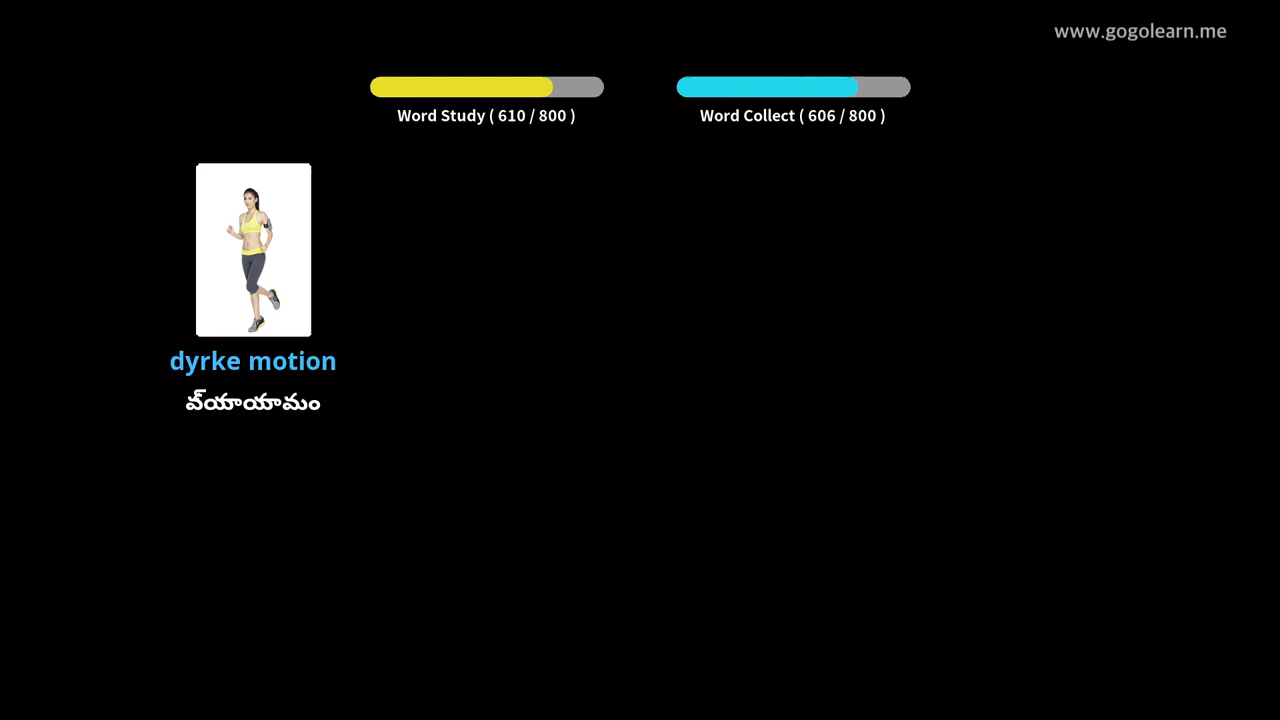 www.gogolearn.me
Word Study ( 610 / 800 )
Word Collect ( 606 / 800 )
dyrke motion
వ్యాయామం